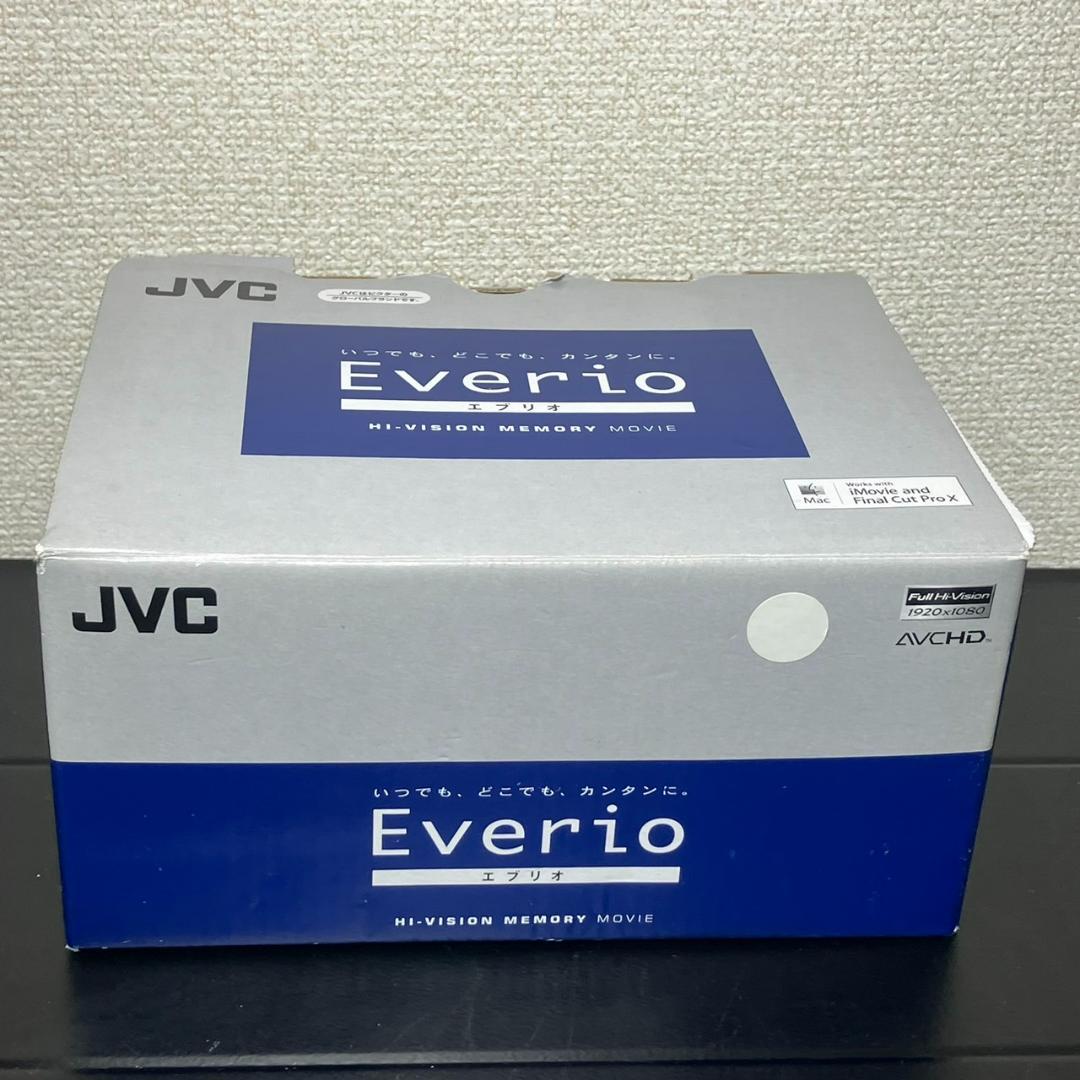 JVC
JVCはビクターの
グローバルブランドです。
いつでも、どこでも、カンタンに。
Everio
エブリオ
HI-VISION MEMORY MOVIE
Mac
Works with
iMovie and
Final Cut Pro X
JVC
Full Hi-Vision
1920x1080
AVCHD™
いつでも、どこでも、カンタンに。
Everio
エブリオ
HI-VISION MEMORY MOVIE